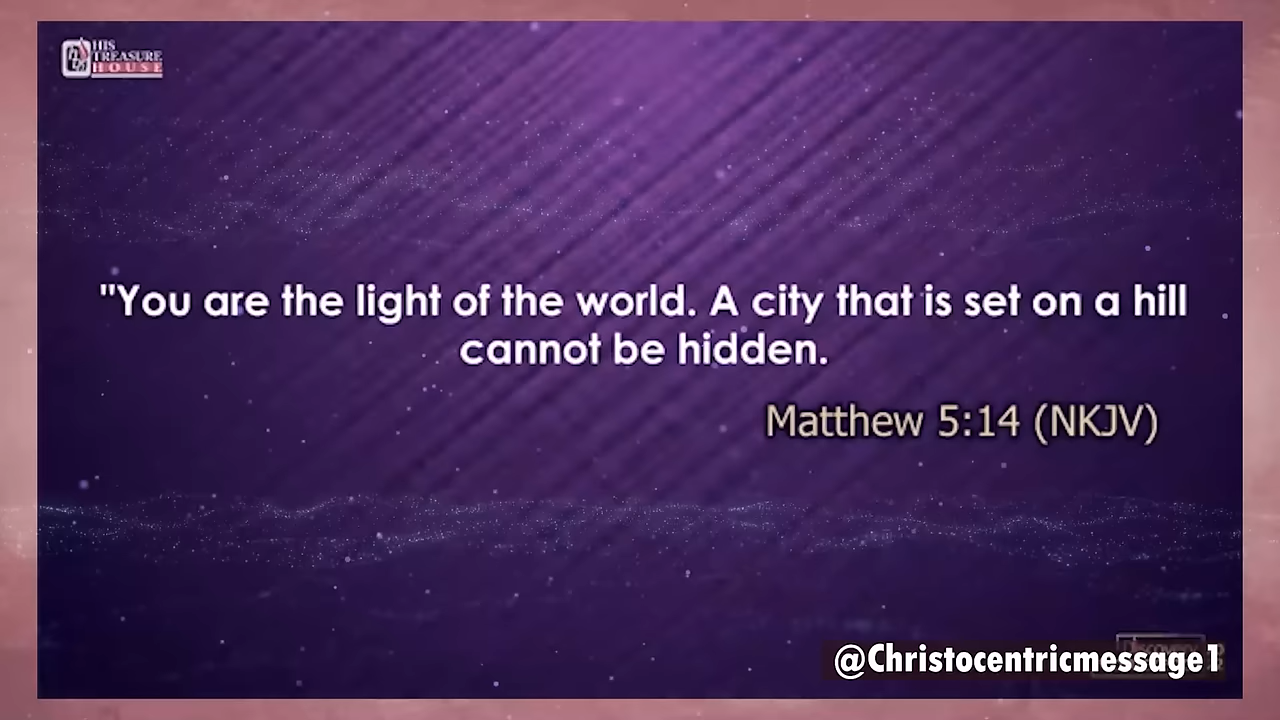 HIS
TREASURE
HOUSE
"You are the light of the world. A city that is set on a hill
cannot be hidden.
Matthew 5:14 (NKJV)
@Christocentricmessage1